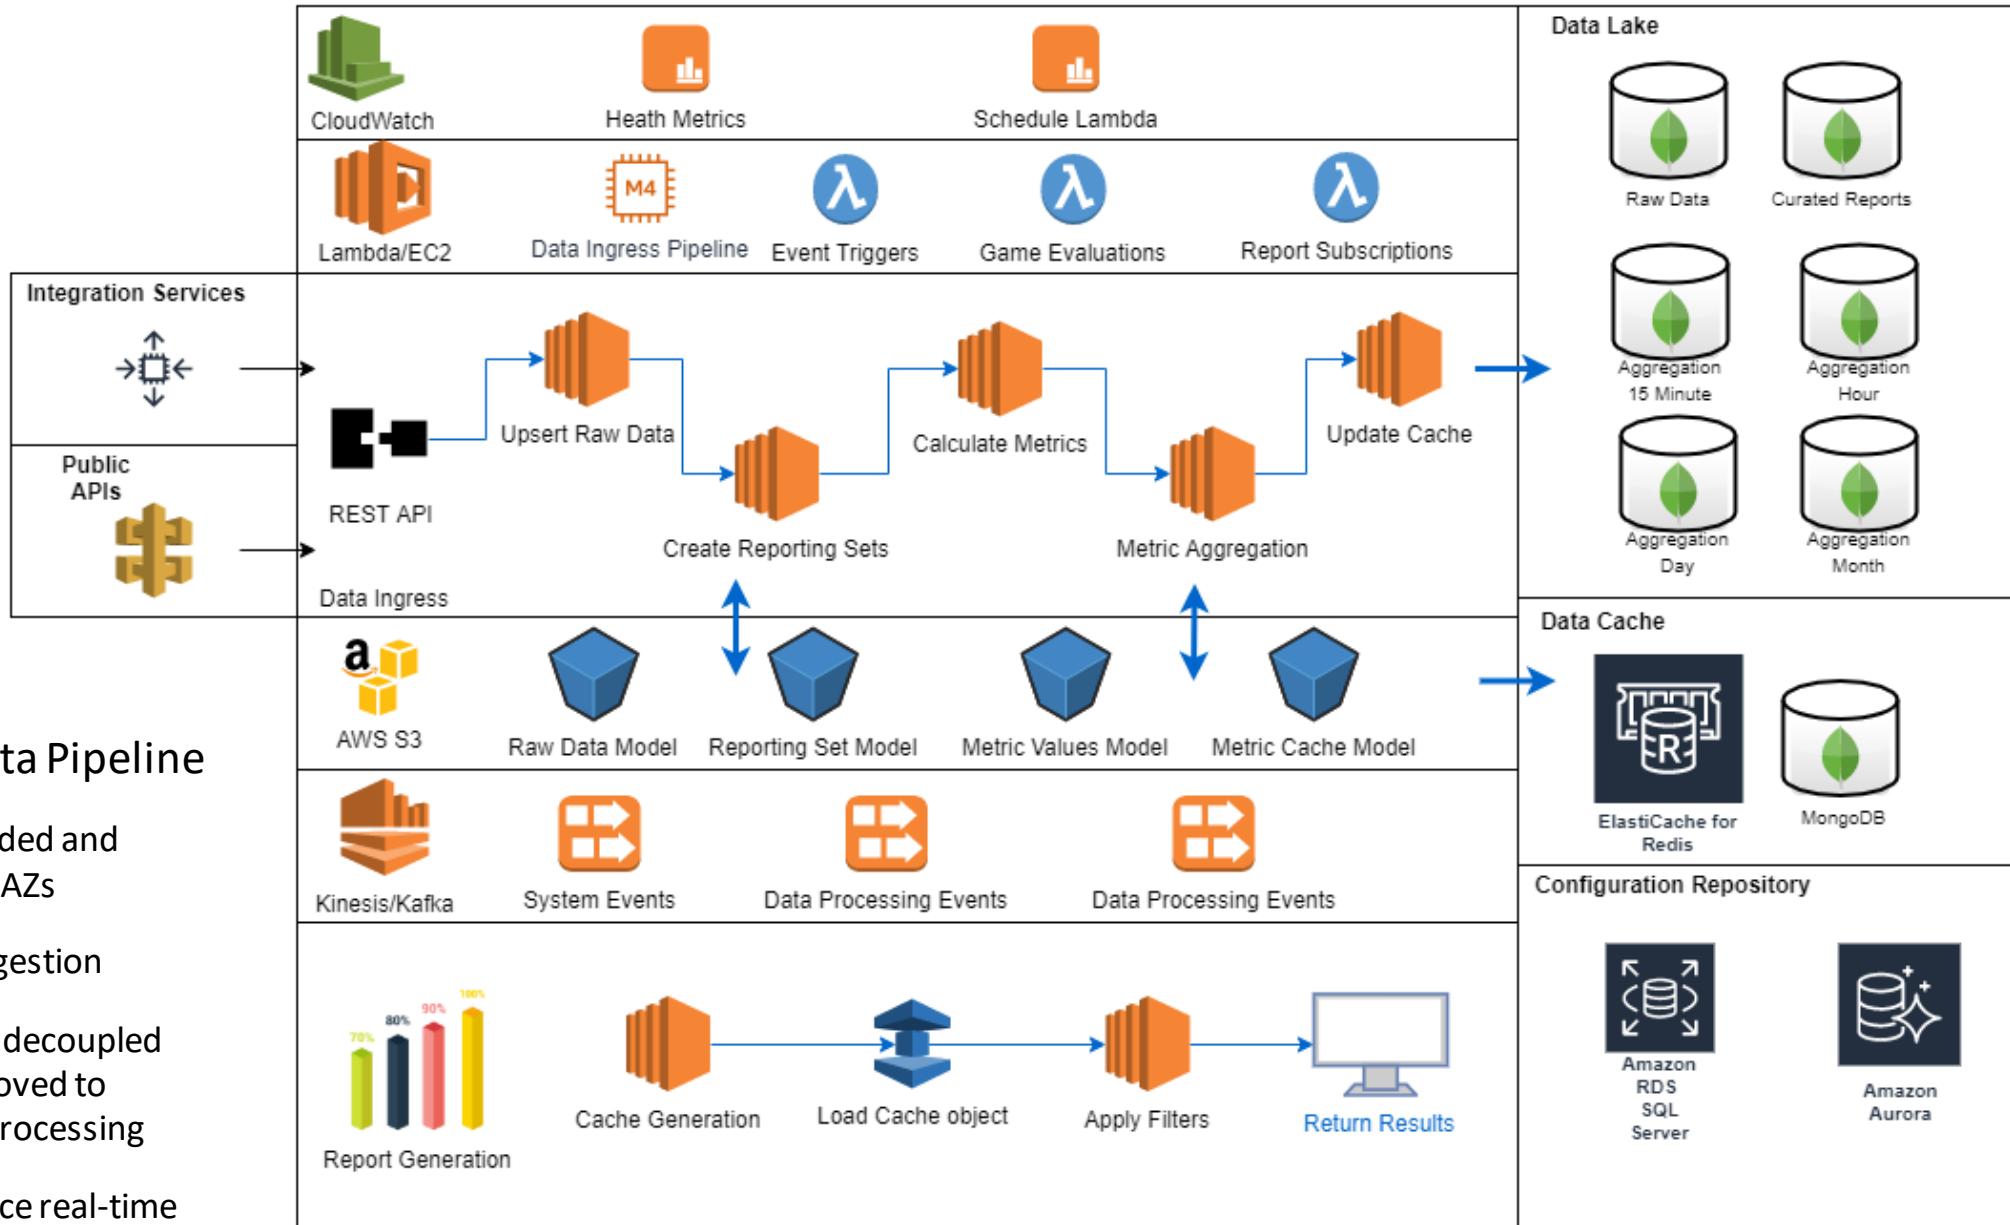 CloudWatch
Heath Metrics
Schedule Lambda
Lambda/EC2
M4
Data Ingress Pipeline
Event Triggers
Game Evaluations
Report Subscriptions
Integration Services
Public
APIs
REST API
Data Ingress
Upsert Raw Data
Create Reporting Sets
Calculate Metrics
Metric Aggregation
Update Cache
a
AWS S3
Raw Data Model
Reporting Set Model
Metric Values Model
Metric Cache Model
Kinesis/Kafka
System Events
Data Processing Events
Data Processing Events
70%
80%
90%
100%
Report Generation
Cache Generation
Load Cache object
Apply Filters
Return Results
Data Lake
Raw Data
Curated Reports
Aggregation
15 Minute
Aggregation
Hour
Aggregation
Day
Aggregation
Month
Data Cache
R
ElastiCache for
Redis
MongoDB
Configuration Repository
Amazon
RDS
SQL
Server
Amazon
Aurora
ta Pipeline
ded and
AZs
gestion
decoupled
oved to
rocessing
ce real-time